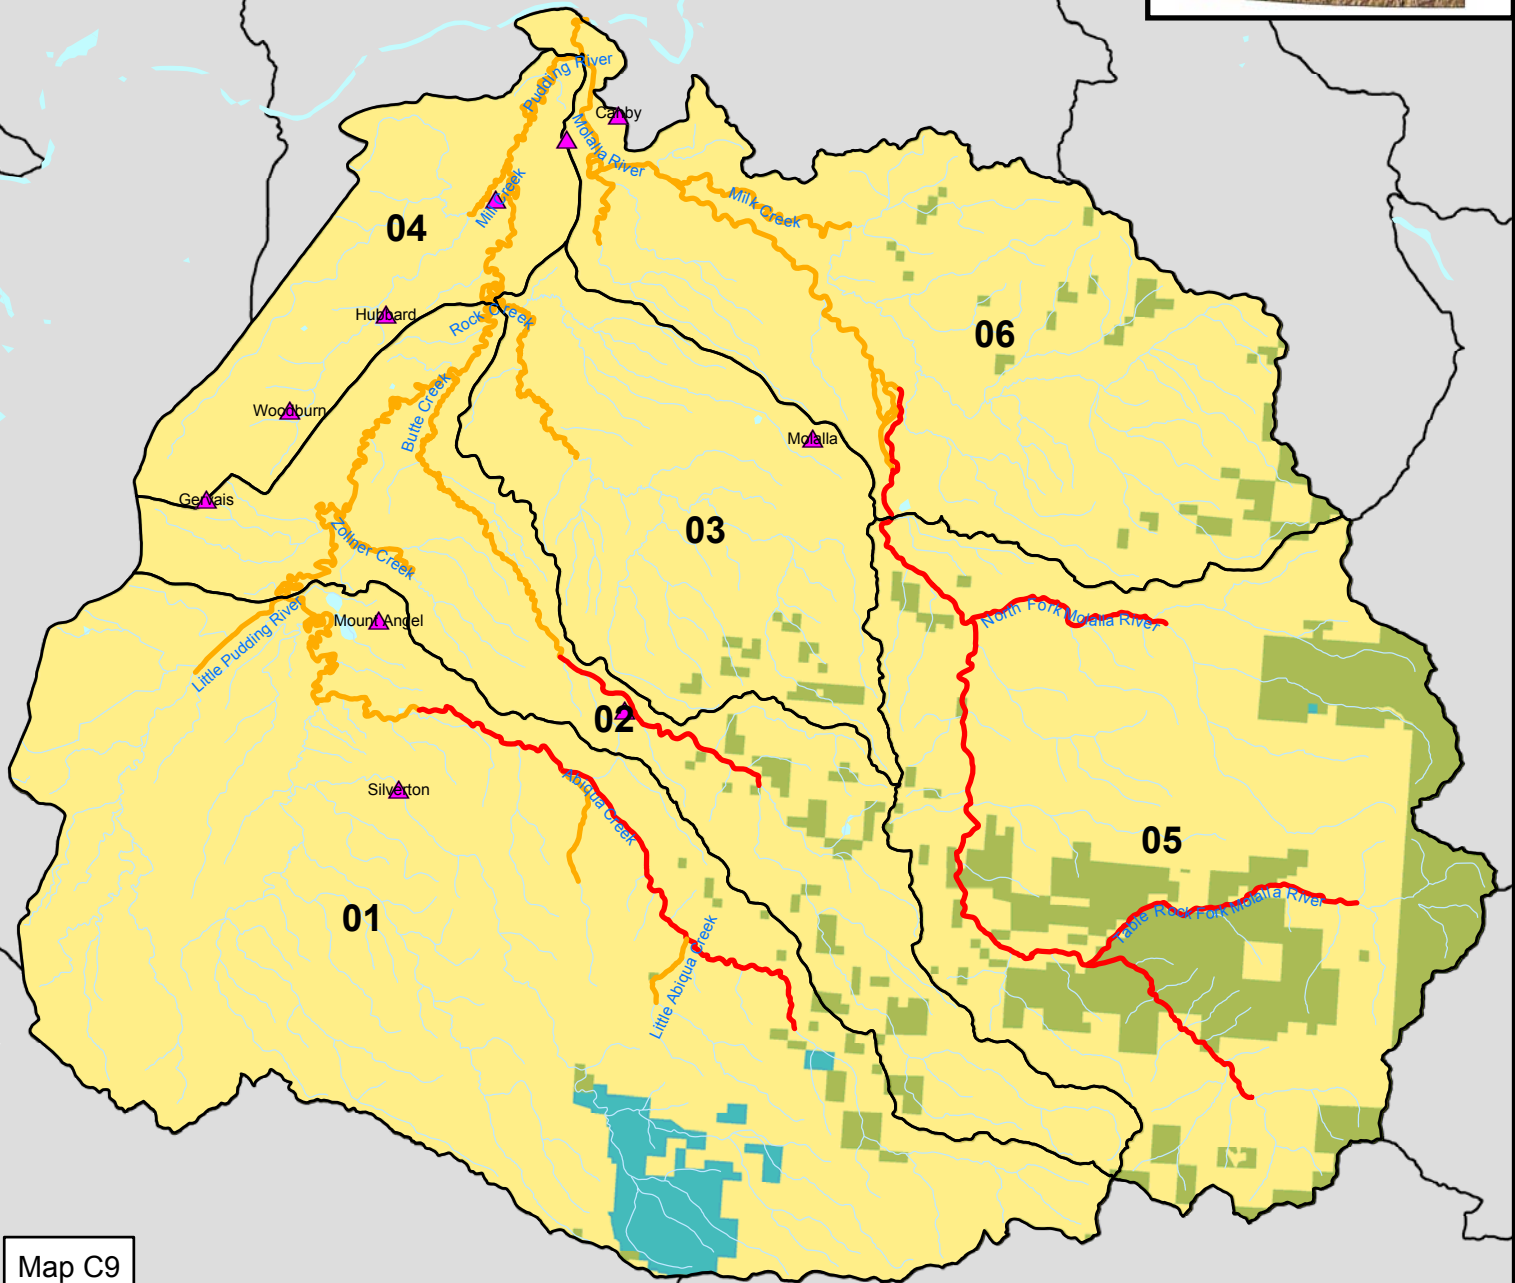 Pudding River
Canby
Molalla River
Milk Creek
Mill Creek
04
Hubbard
Rock Creek
06
Woodburn
Butte Creek
Molalla
Gervais
03
Zollner Creek
Mount Angel
North Fork Molalla River
Little Pudding River
02
Silverton
Abiqua Creek
05
01
Table Rock Fork Molalla River
Little Abiqua Creek
Map C9